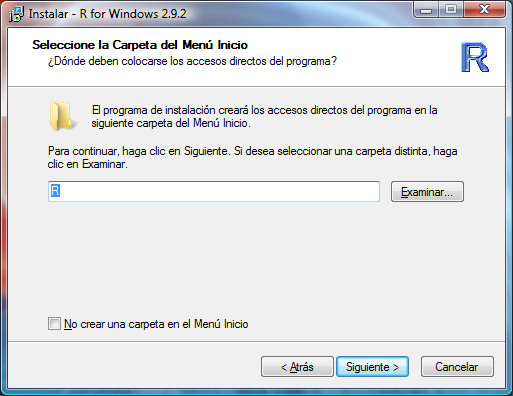 Instalar - R for Windows 2.9.2
Seleccione la Carpeta del Menú Inicio
¿Dónde deben colocarse los accesos directos del programa?
R
El programa de instalación creará los accesos directos del programa en la
siguiente carpeta del Menú Inicio.
Para continuar, haga clic en Siguiente. Si desea seleccionar una carpeta distinta, haga
clic en Examinar.
R
Examinar...
No crear una carpeta en el Menú Inicio
< Atrás
Siguiente >
Cancelar